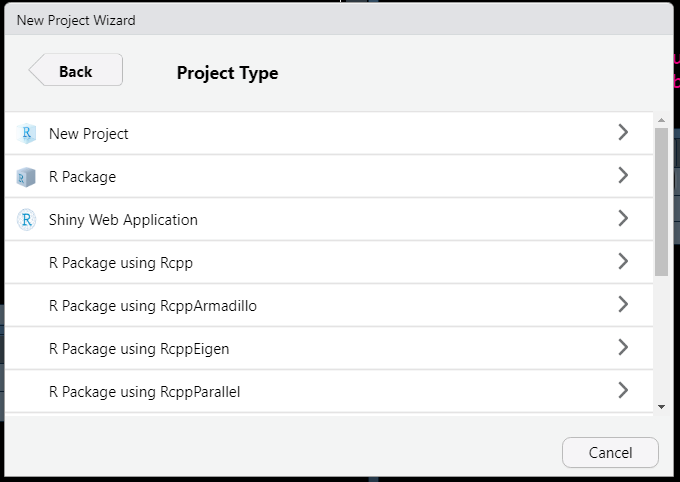 New Project Wizard
Back
Project Type
R New Project
R R Package
R Shiny Web Application
R Package using Rcpp
R Package using RcppArmadillo
R Package using RcppEigen
R Package using RcppParallel
Cancel